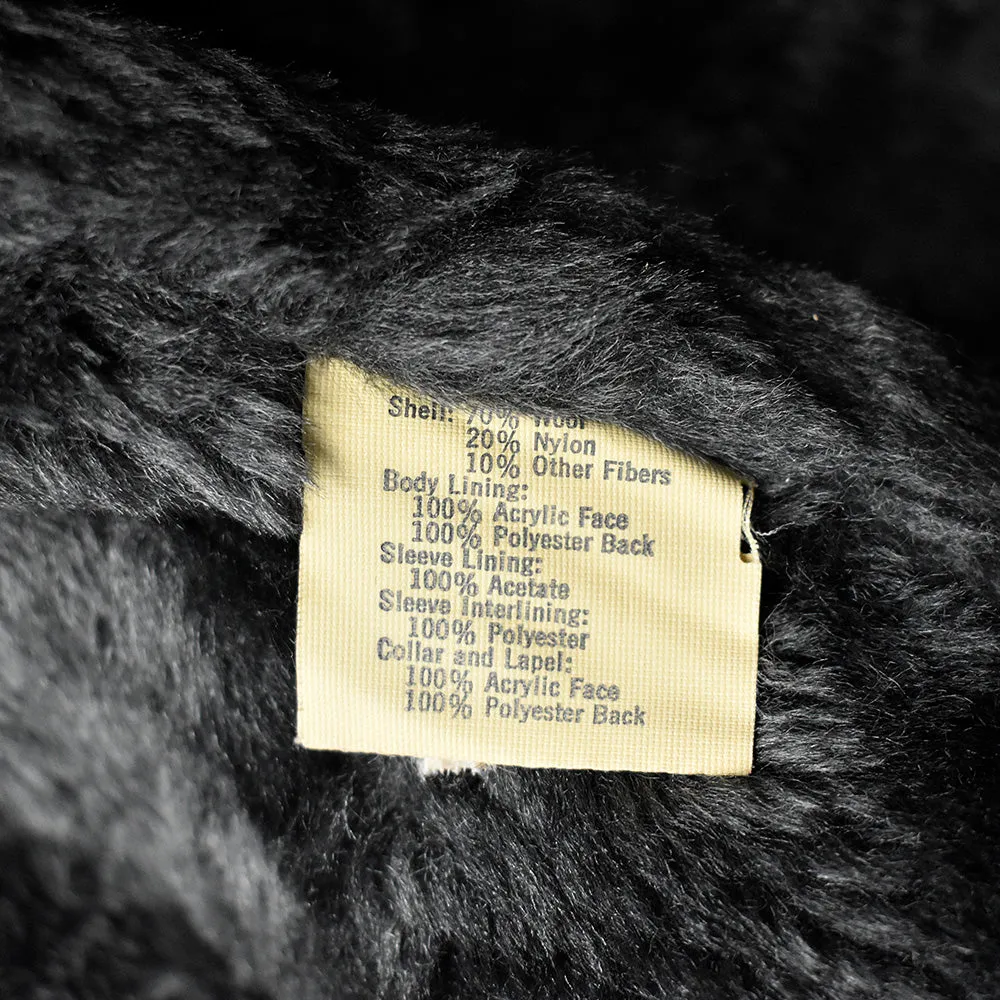 Shell: 70% Wool
20% Nylon
10% Other Fibers
Body Lining:
100% Acrylic Face
100% Polyester Back
Sleeve Lining:
100% Acetate
Sleeve Interlining:
100% Polyester
Collar and Lapel:
100% Acrylic Face
100% Polyester Back